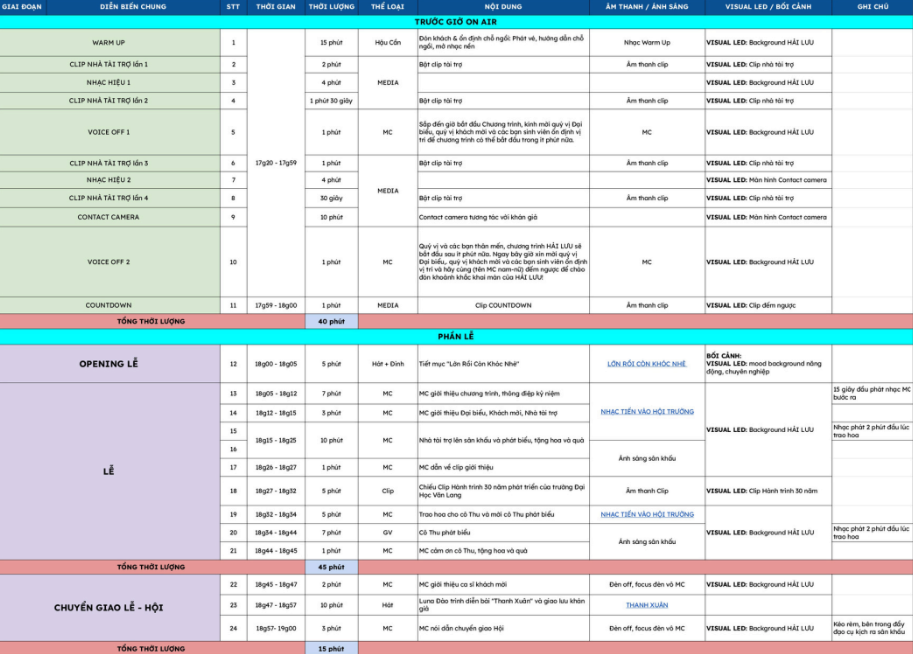 GIAI ĐOẠN DIỄN BIẾN CHUNG STT THỜI GIAN THỜI LƯỢNG THỂ LOẠI NỘI DUNG ÂM THANH / ÁNH SÁNG VISUAL LED / BỐI CẢNH GHI CHÚ
TRƯỚC GIỜ ON AIR
WARM UP 1 15 phút Hậu Cần Đón khách & ổn định chỗ ngồi: Phát vé, hướng dẫn chỗ
ngồi, mở nhạc nền Nhạc Warm Up VISUAL LED: Background HẢI LƯU
CLIP NHÀ TÀI TRỢ lần 1 2 2 phút Bật clip tài trợ Âm thanh clip VISUAL LED: Clip nhà tài trợ
NHẠC HIỆU 1 3 4 phút MEDIA VISUAL LED: Background HẢI LƯU
CLIP NHÀ TÀI TRỢ lần 2 4 1 phút 30 giây Bật clip tài trợ Âm thanh clip VISUAL LED: Clip nhà tài trợ
VOICE OFF 1 5 1 phút MC Sắp đến giờ bắt đầu Chương trình, kính mời quý vị Đại
biểu, quý vị khách mời và các bạn sinh viên ổn định vị
trí để chương trình có thể bắt đầu trong ít phút nữa. MC VISUAL LED: Background HẢI LƯU
CLIP NHÀ TÀI TRỢ lần 3 6 17g20 - 17g59 1 phút Bật clip tài trợ Âm thanh clip VISUAL LED: Clip nhà tài trợ
NHẠC HIỆU 2 7 4 phút VISUAL LED: Màn hình Contact camera
MEDIA
CLIP NHÀ TÀI TRỢ lần 4 8 30 giây Bật clip tài trợ Âm thanh clip VISUAL LED: Clip nhà tài trợ
CONTACT CAMERA 9 10 phút Contact camera tương tác với khán giả VISUAL LED: Màn hình Contact camera
VOICE OFF 2 10 1 phút MC Quý vị và các bạn thân mến, chương trình HẢI LƯU sẽ
bắt đầu sau ít phút nữa. Ngay bây giờ xin mời quý vị
Đại biểu, quý vị khách mời và các bạn sinh viên ổn định
vị trí và hãy cùng (tên MC nam-nữ) đếm ngược để chào
đón khoảnh khắc khai màn của HẢI LƯU! MC VISUAL LED: Background HẢI LƯU
COUNTDOWN 11 17g59 - 18g00 1 phút MEDIA Clip COUNTDOWN Âm thanh clip VISUAL LED: Clip đếm ngược
TỔNG THỜI LƯỢNG 40 phút
PHẦN LỄ
OPENING LỄ 12 18g00 - 18g05 5 phút Hát + Đình Tiết mục "Lớn Rồi Còn Khóc Nhè" LỚN RỒI CÒN KHÓC NHÈ BỐI CẢNH:
VISUAL LED: mood background năng
động, chuyên nghiệp
13 18g05 - 18g12 7 phút MC MC giới thiệu chương trình, thông điệp kỷ niệm 15 giây đầu phát nhạc MC
bước ra
14 18g12 - 18g15 3 phút MC MC giới thiệu Đại biểu, Khách mời, Nhà tài trợ NHẠC TIẾN VÀO HỘI TRƯỜNG
15 Nhạc phát 2 phút đầu lúc
trao hoa
18g15 - 18g25 10 phút MC Nhà tài trợ lên sân khấu và phát biểu, tặng hoa và quà VISUAL LED: Background HẢI LƯU
16
Ánh sáng sân khấu
LỄ 17 18g26 - 18g27 1 phút MC MC dẫn về clip giới thiệu
18 18g27 - 18g32 5 phút Clip Chiếu Clip Hành trình 30 năm phát triển của trường Đại
Học Văn Lang Âm thanh Clip VISUAL LED: Clip Hành trình 30 năm
19 18g32 - 18g34 5 phút MC Trao hoa cho cô Thu và mời cô Thu phát biểu NHẠC TIẾN VÀO HỘI TRƯỜNG
20 18g34 - 18g44 7 phút GV Cô Thu phát biểu VISUAL LED: Background HẢI LƯU Nhạc phát 2 phút đầu lúc
trao hoa
Ánh sáng sân khấu
21 18g44 - 18g45 1 phút MC MC cảm ơn cô Thu, tặng hoa và quà
TỔNG THỜI LƯỢNG 45 phút
22 18g45 - 18g47 2 phút MC MC giới thiệu ca sĩ khách mời Đèn off, focus đèn vô MC VISUAL LED: Background HẢI LƯU
CHUYỂN GIAO LỄ - HỘI 23 18g47 - 18g57 10 phút Hát Luna Đào trình diễn bài "Thanh Xuân" và giao lưu khán
giả THANH XUÂN
24 18g57- 19g00 3 phút MC MC nói dẫn chuyển giao Hội Đèn off, focus đèn vô MC VISUAL LED: Background HẢI LƯU Kéo rèm, bên trong đẩy
đạo cụ kịch ra sân khấu
TỔNG THỜI LƯỢNG 15 phút